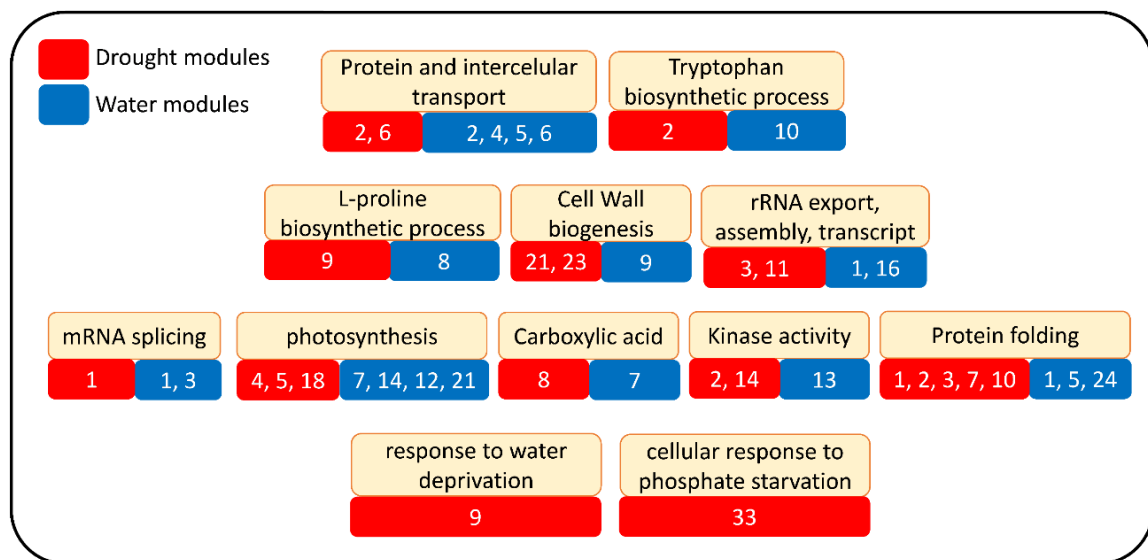 Drought modules
Water modules
Protein and intercelular
transport
2, 6
2, 4, 5, 6
Tryptophan
biosynthetic process
2
10
L-proline
biosynthetic process
9
8
Cell Wall
biogenesis
21, 23
9
rRNA export,
assembly, transcript
3, 11
1, 16
mRNA splicing
1
1, 3
photosynthesis
4, 5, 18
7, 14, 12, 21
Carboxylic acid
8
7
Kinase activity
2, 14
13
Protein folding
1, 2, 3, 7, 10
1, 5, 24
response to water
deprivation
9
cellular response to
phosphate starvation
33